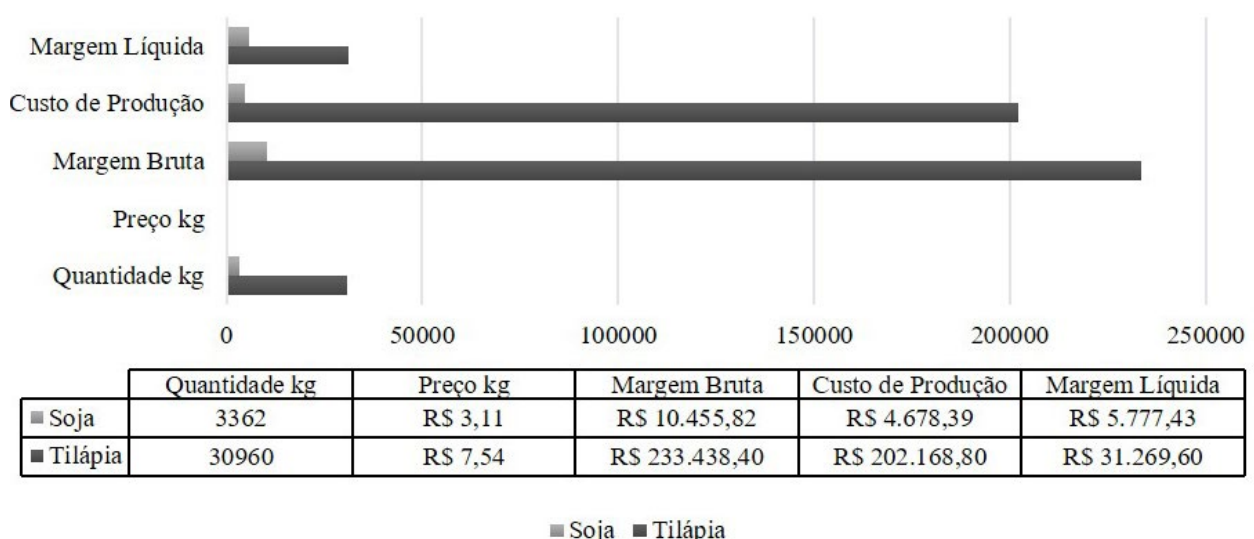 Margem Líquida
Custo de Produção
Margem Bruta
Preço kg
Quantidade kg
0 50000 100000 150000 200000 250000
Quantidade kg Preço kg Margem Bruta Custo de Produção Margem Líquida
Soja 3362 R$ 3,11 R$ 10.455,82 R$ 4.678,39 R$ 5.777,43
Tilápia 30960 R$ 7,54 R$ 233.438,40 R$ 202.168,80 R$ 31.269,60
Soja Tilápia